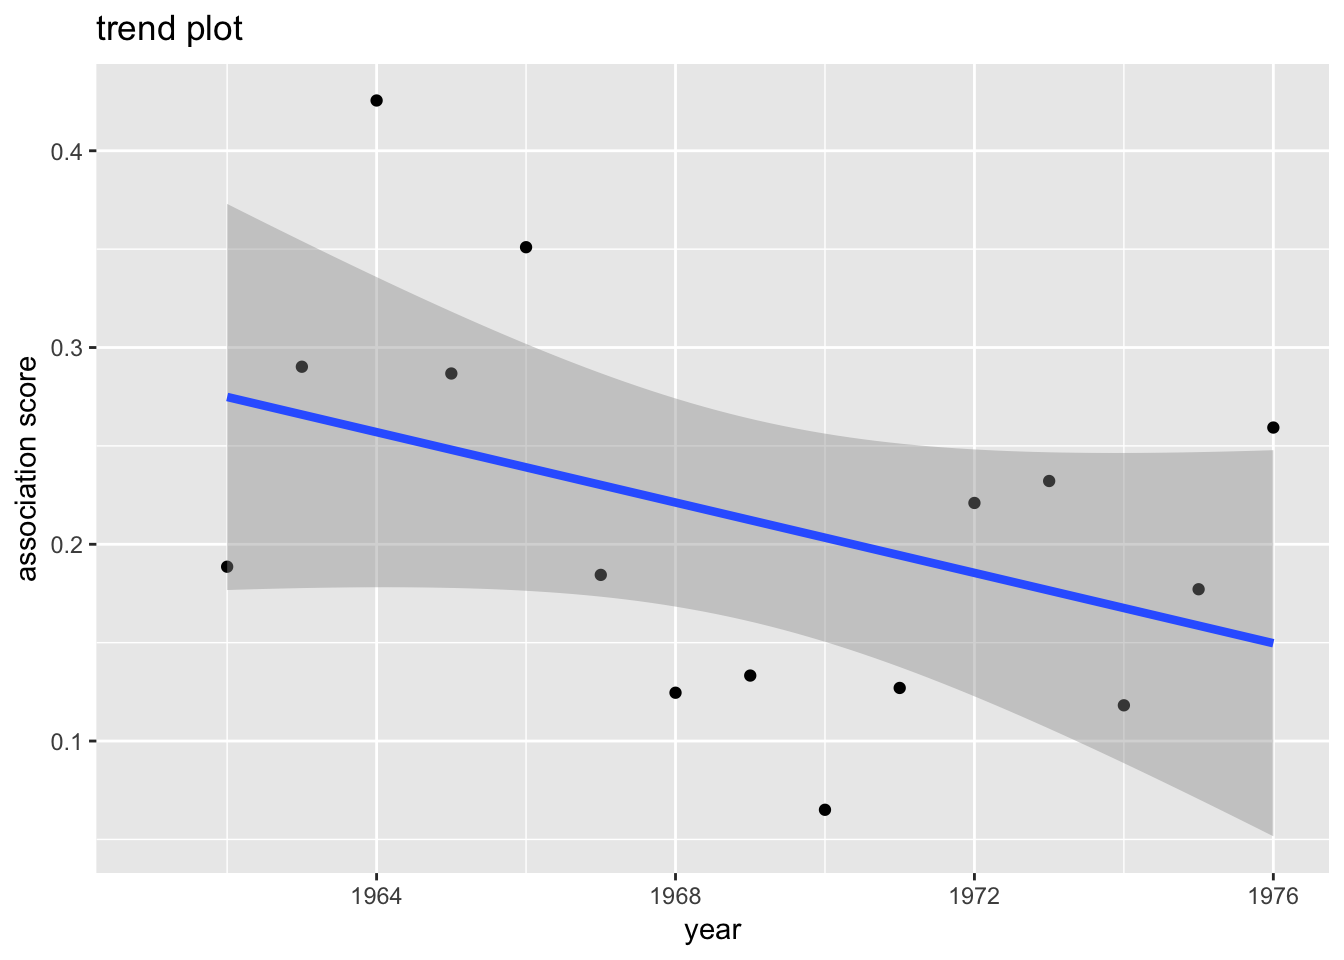 trend plot
0.4
0.3
0.2
0.1
association score
1964 1968 1972 1976
year